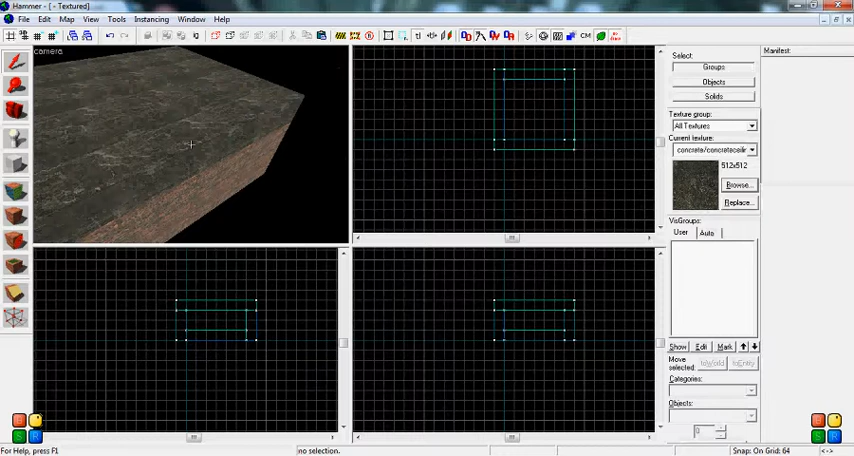 Hammer - [ - Textured]
File Edit Map View Tools Instancing Window Help
camera
Select:
Groups
Objects
Solids
Texture group:
All Textures
Current texture:
concrete/concreteceilir
512x512
Browse...
Replace...
VisGroups:
User Auto
Show Edit Mark
Move
selected:
toWorld toEntity
Categories:
Objects:
0
Manifest:
For Help, press F1
no selection.
Snap: On Grid: 64
<->